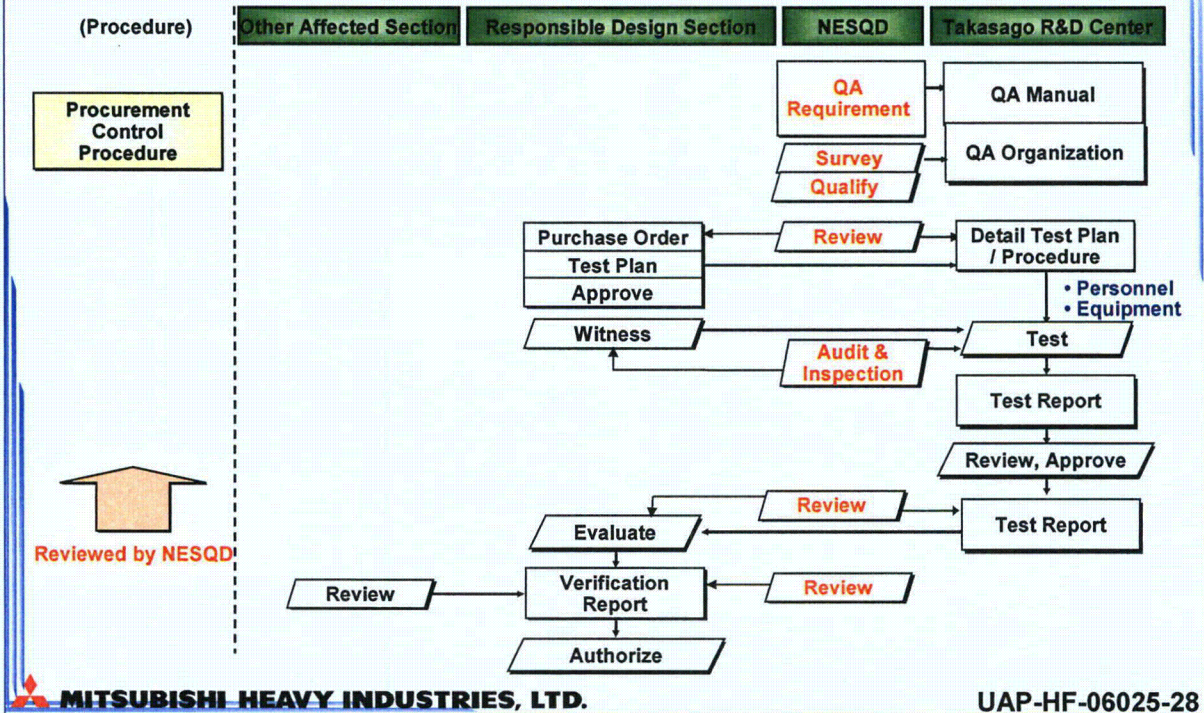 (Procedure)
Other Affected Section
Responsible Design Section
NESQD
Takasago R&D Center
Procurement
Control
Procedure
QA
Requirement
QA Manual
Survey
Qualify
QA Organization
Purchase Order
Test Plan
Approve
Review
Detail Test Plan
/ Procedure
• Personnel
• Equipment
Witness
Audit &
Inspection
Test
Test Report
Review, Approve
Reviewed by NESQD
Review
Test Report
Evaluate
Review
Verification
Report
Review
Authorize
MITSUBISHI HEAVY INDUSTRIES, LTD.
UAP-HF-06025-28